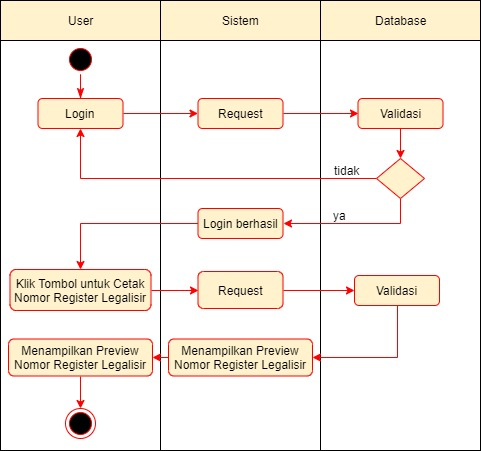 User
Sistem
Database
Login
Request
Validasi
tidak
ya
Login berhasil
Klik Tombol untuk Cetak
Nomor Register Legalisir
Request
Validasi
Menampilkan Preview
Nomor Register Legalisir
Menampilkan Preview
Nomor Register Legalisir